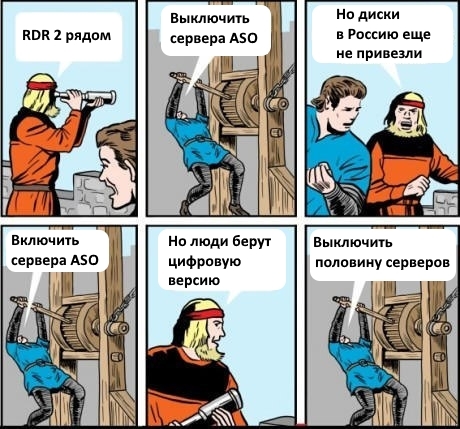 RDR 2 рядом
Выключить
сервера ASO
Но диски
в Россию еще
не привезли
Включить
сервера ASO
Но люди берут
цифровую
версию
Выключить
половину серверов